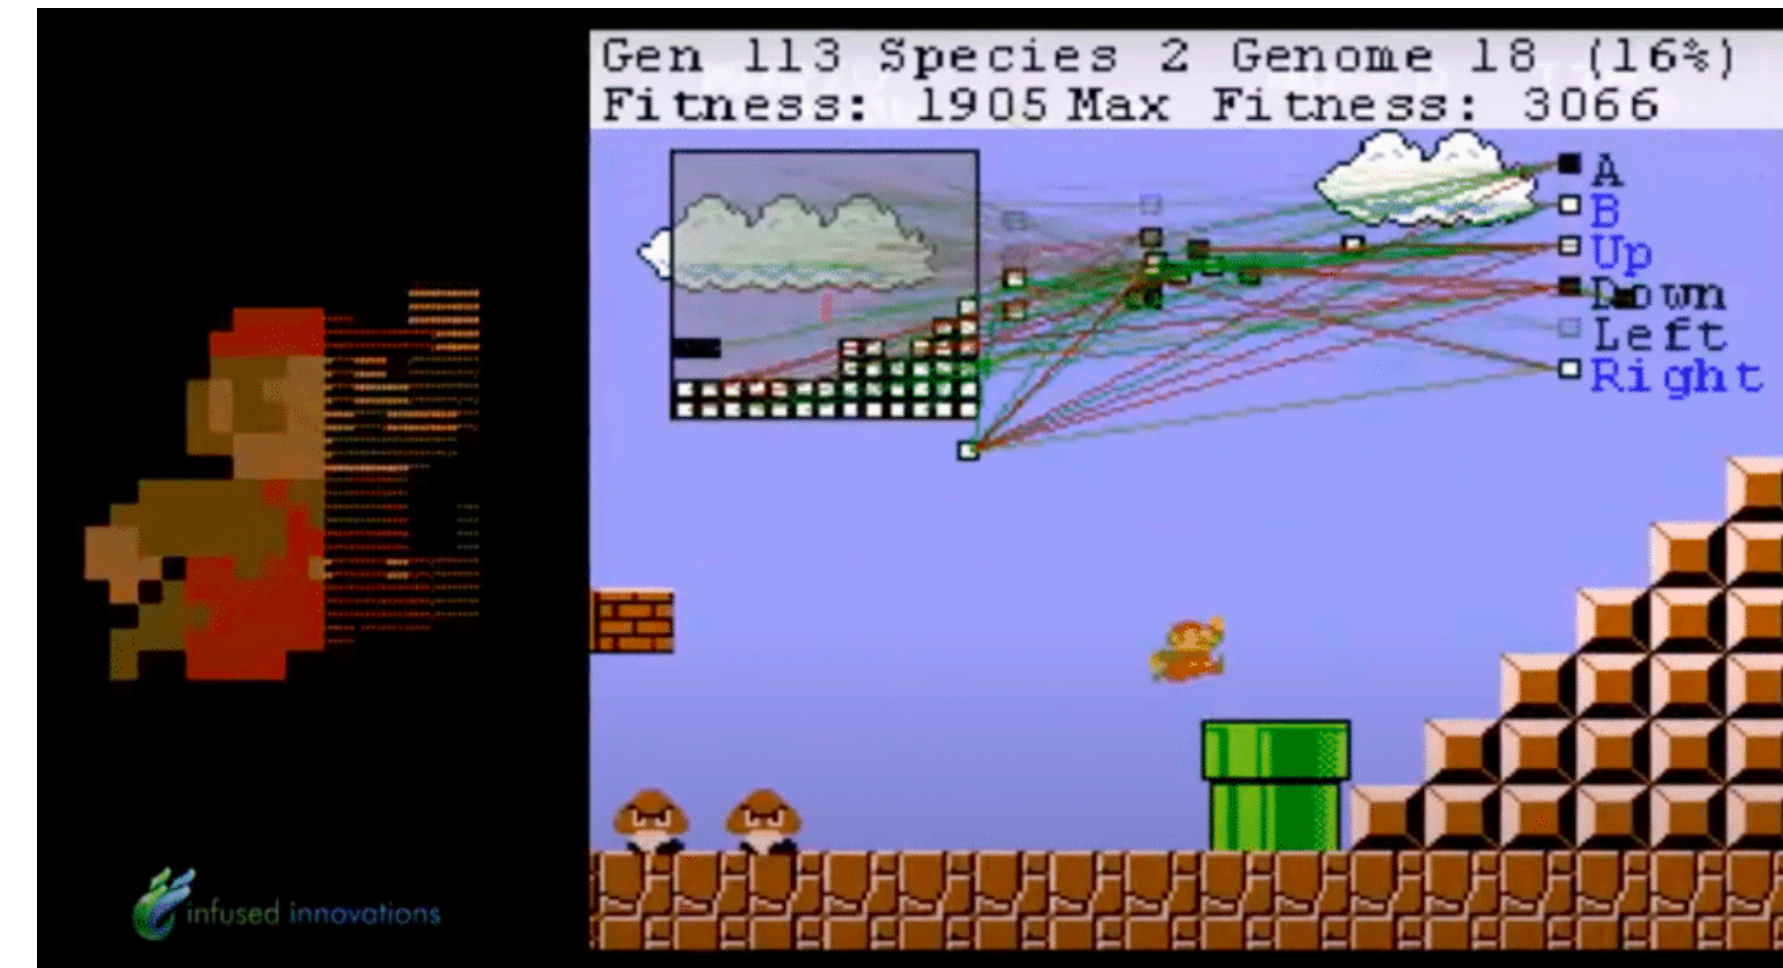 Gen 113 Species 2 Genome 18 (16%)
Fitness: 1905 Max Fitness: 3066
A
B
Up
Down
Left
Right
infused innovations